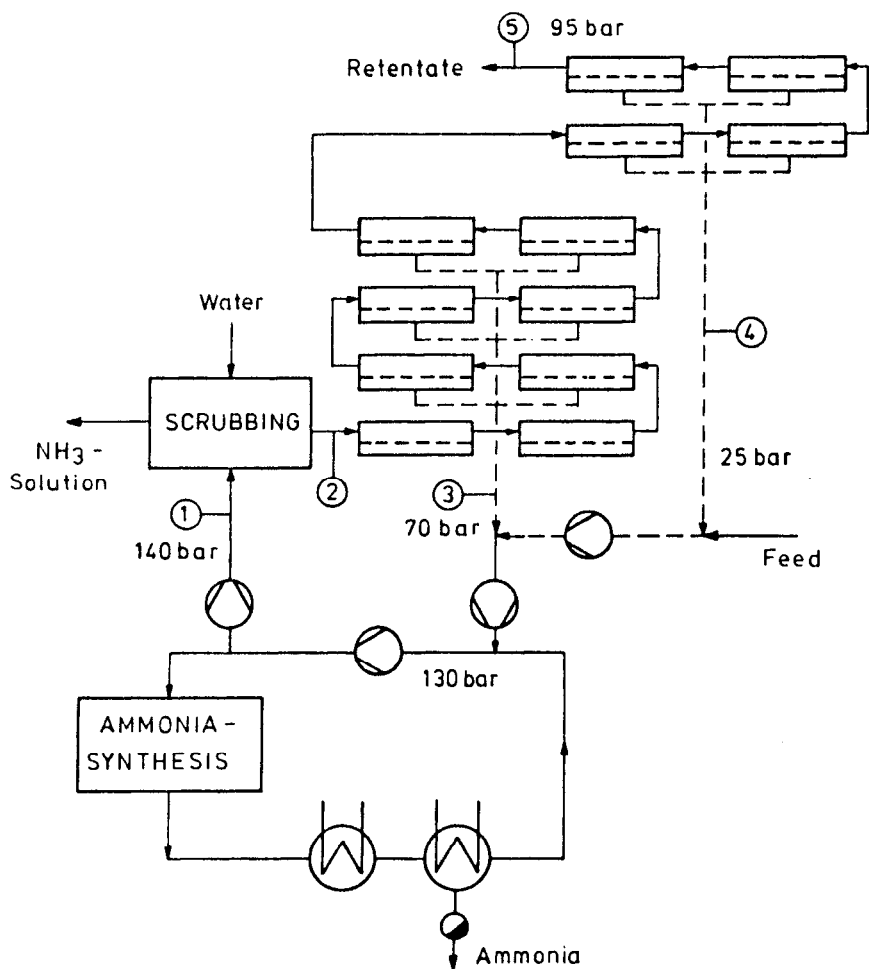 5
95 bar
Retentate
Water
SCRUBBING
NH3-
Solution
1
2
3
4
140 bar
70 bar
25 bar
Feed
130 bar
AMMONIA-
SYNTHESIS
Ammonia